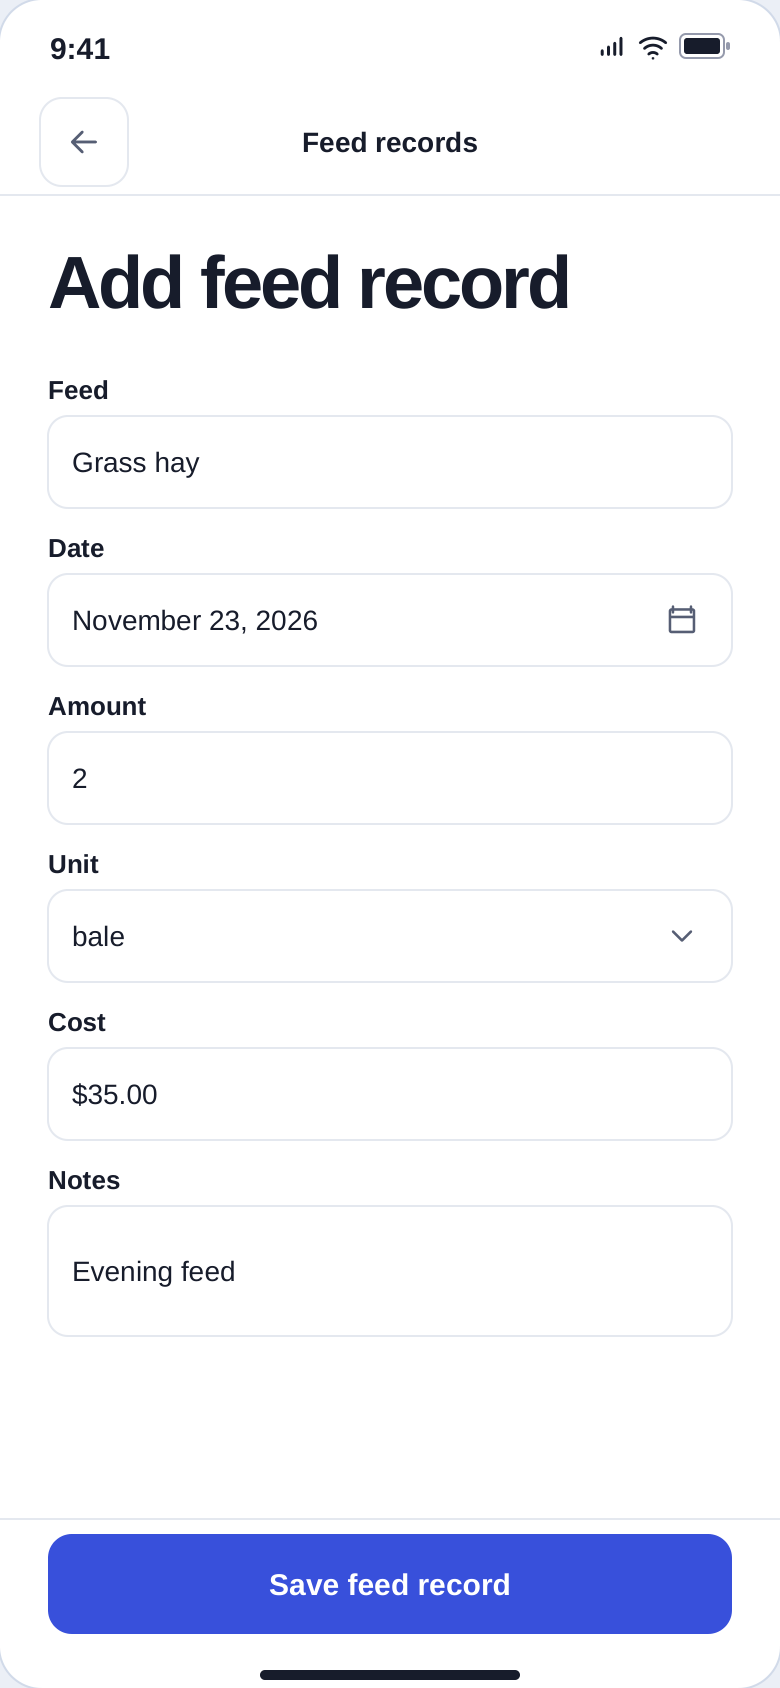 9:41
Feed records
Add feed record
Feed
Grass hay
Date
November 23, 2026
Amount
2
Unit
bale
Cost
$35.00
Notes
Evening feed
Save feed record